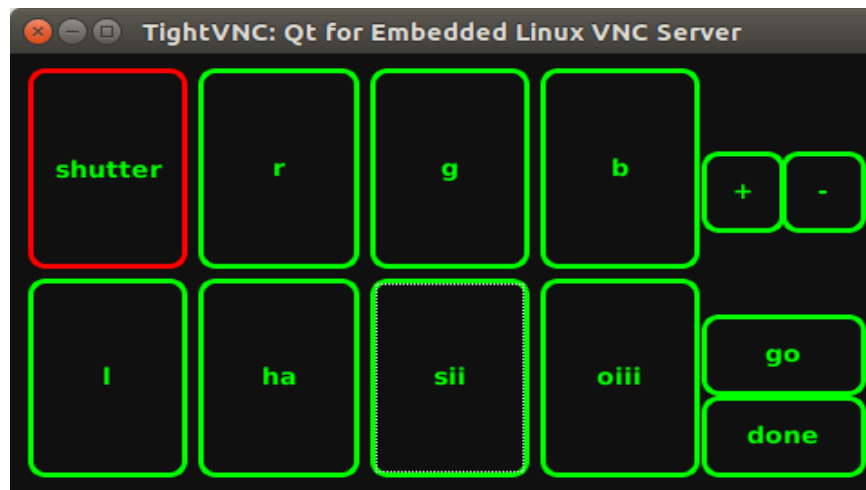 TightVNC: Qt for Embedded Linux VNC Server
shutter r g b + -
l ha sii oiii go
done